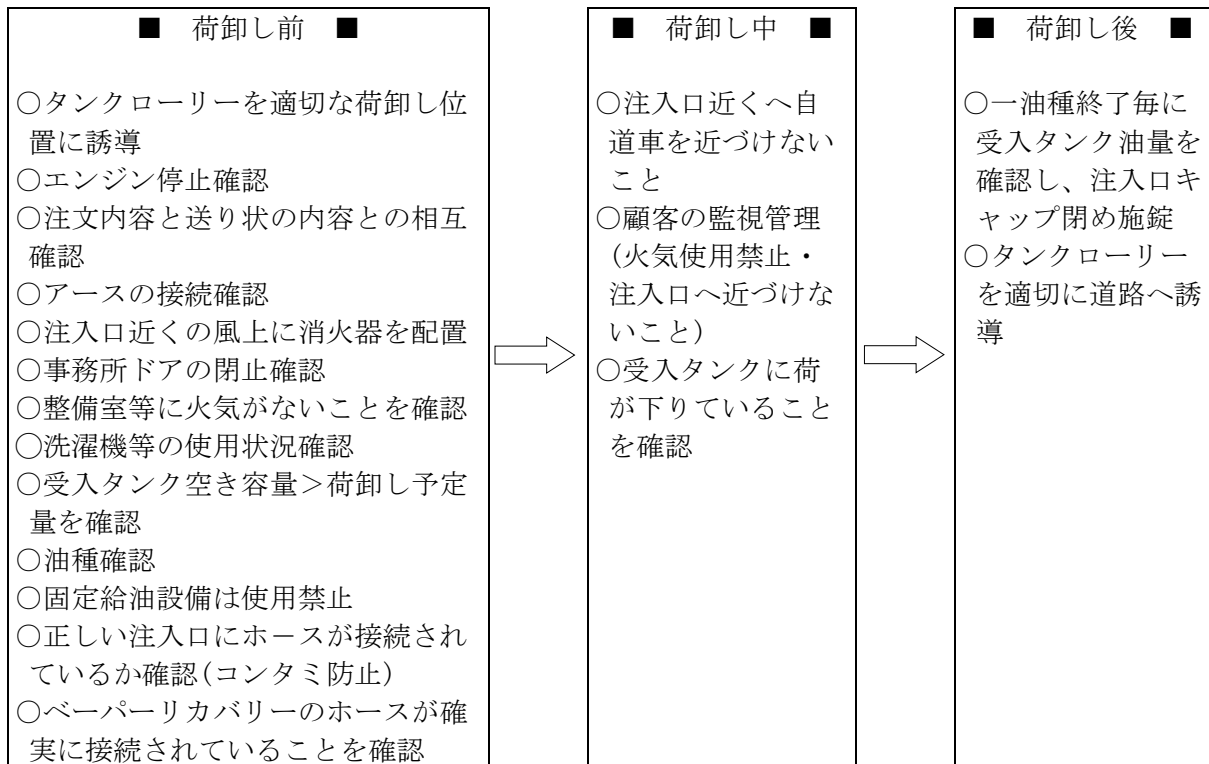 ■ 荷卸し前 ■
○タンクローリーを適切な荷卸し位
置に誘導
○エンジン停止確認
○注文内容と送り状の内容との相互
確認
○アースの接続確認
○注入口近くの風上に消火器を配置
○事務所ドアの閉止確認
○整備室等に火気がないことを確認
○洗濯機等の使用状況確認
○受入タンク空き容量＞荷卸し予定
量を確認
○油種確認
○固定給油設備は使用禁止
○正しい注入口にホ－スが接続され
ているか確認(コンタミ防止)
○ベーパーリカバリーのホースが確
実に接続されていることを確認
■ 荷卸し中 ■
○注入口近くへ自
道車を近づけない
こと
○顧客の監視管理
(火気使用禁止・
注入口へ近づけな
いこと)
○受入タンクに荷
が下りていること
を確認
■ 荷卸し後 ■
○一油種終了毎に
受入タンク油量を
確認し、注入口キ
ャップ閉め施錠
○タンクローリー
を適切に道路へ誘
導